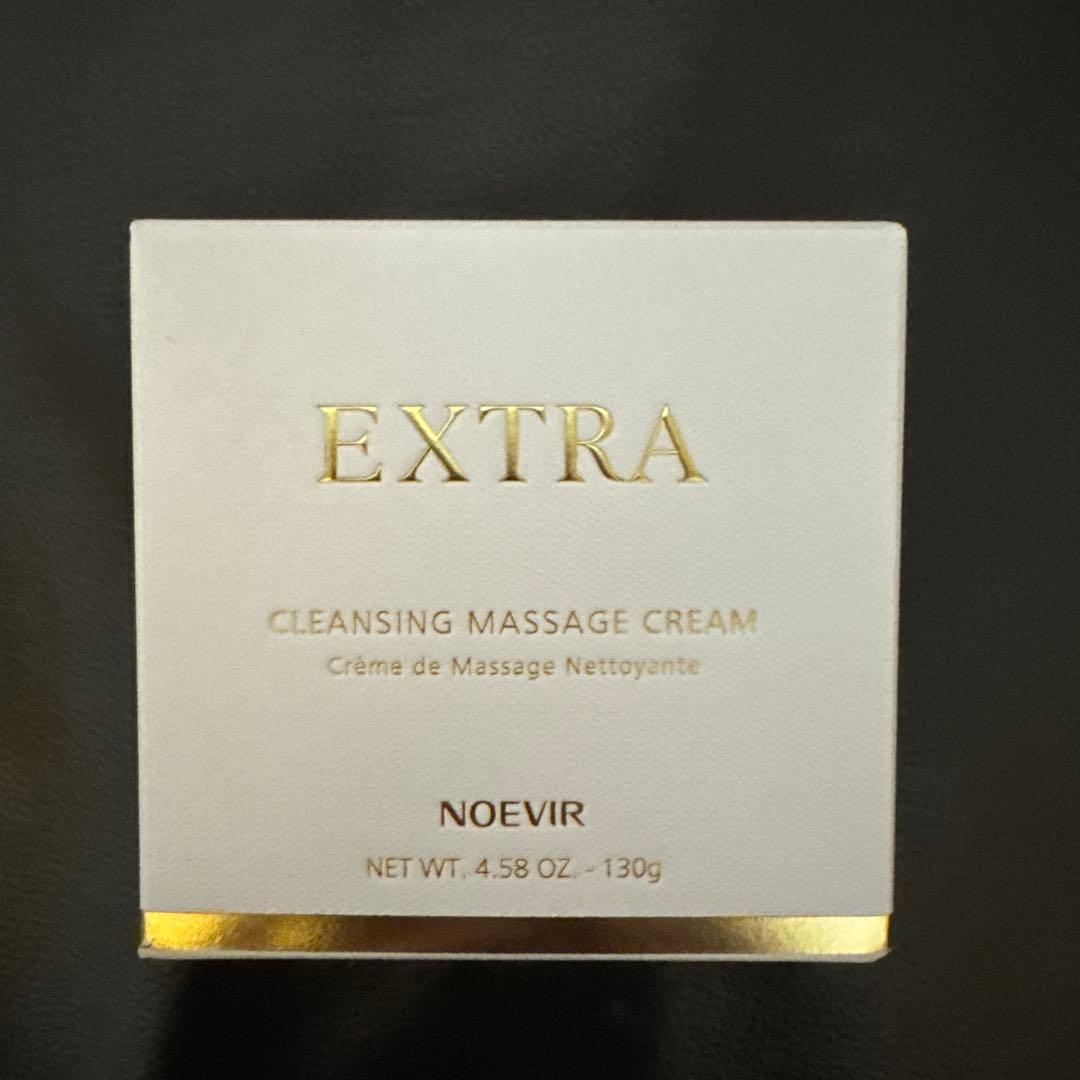 EXTRA
CLEANSING MASSAGE CREAM
Crème de Massage Nettoyante
NOEVIR
NET WT. 4.58 OZ. - 130g